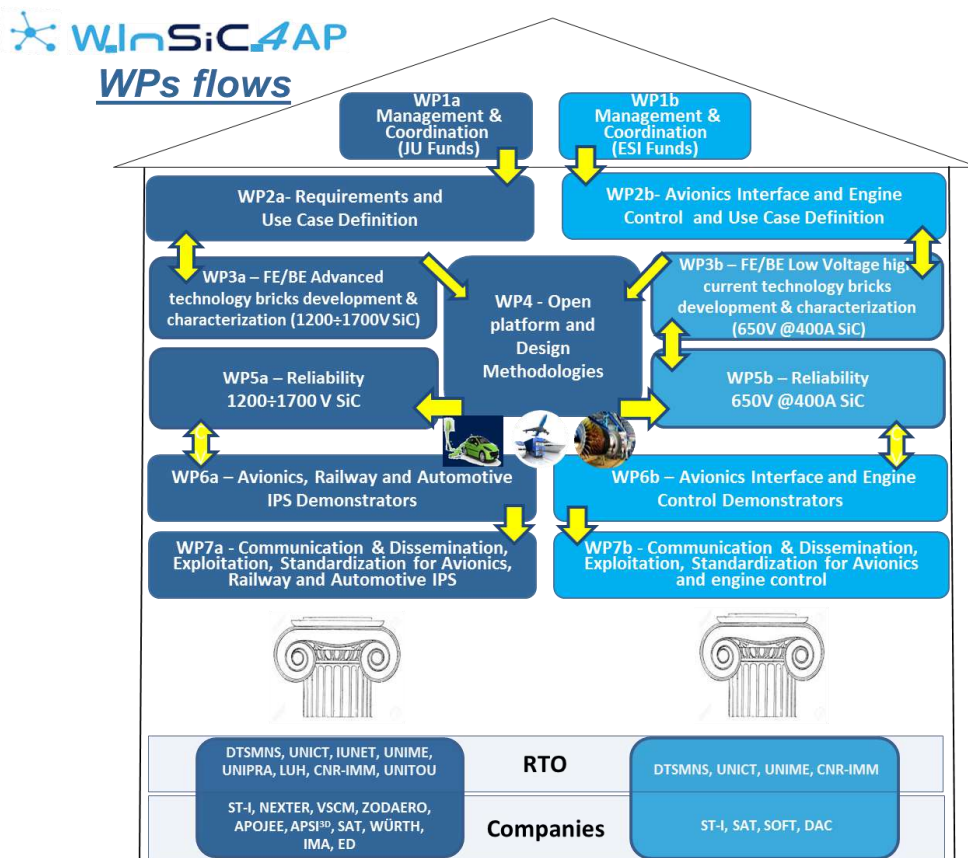 WInSiC4AP
WPs flows
WP1a
Management &
Coordination
(JU Funds)
WP1b
Management &
Coordination
(ESI Funds)
WP2a- Requirements and
Use Case Definition
WP2b- Avionics Interface and Engine
Control and Use Case Definition
WP3a – FE/BE Advanced
technology bricks development &
characterization (1200÷1700V SiC)
WP4 - Open
platform and
Design
Methodologies
WP3b – FE/BE Low Voltage high
current technology bricks
development & characterization
(650V @400A SiC)
WP5a – Reliability
1200÷1700 V SiC
WP5b – Reliability
650V @400A SiC
WP6a – Avionics, Railway and Automotive
IPS Demonstrators
WP6b – Avionics Interface and Engine
Control Demonstrators
WP7a - Communication & Dissemination,
Exploitation, Standardization for Avionics,
Railway and Automotive IPS
WP7b - Communication & Dissemination,
Exploitation, Standardization for Avionics
and engine control
DTSMNS, UNICT, IUNET, UNIME,
UNIPRA, LUH, CNR-IMM, UNITOU
RTO
DTSMNS, UNICT, UNIME, CNR-IMM
ST-I, NEXTER, VSCM, ZODAERO,
APOJEE, APSI3D, SAT, WÜRTH,
IMA, ED
Companies
ST-I, SAT, SOFT, DAC